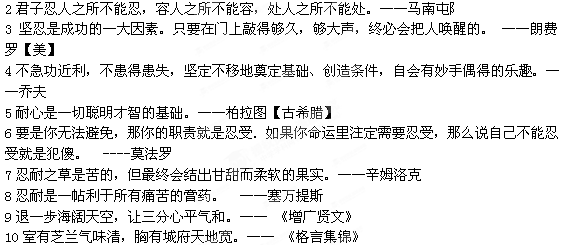 2 君子忍人之所不能忍，容人之所不能容，处人之所不能处。——马南邨
3 坚忍是成功的一大因素。只要在门上敲得够久，够大声，终必会把人唤醒的。 ——朗费
罗【美】
4 不急功近利，不患得患失，坚定不移地奠定基础、创造条件，自会有妙手偶得的乐趣。—
—乔夫
5 耐心是一切聪明才智的基础。——柏拉图【古希腊】
6 要是你无法避免，那你的职责就是忍受．如果你命运里注定需要忍受，那么说自己不能忍
受就是犯傻。 ----莫法罗
7 忍耐之草是苦的，但最终会结出甘甜而柔软的果实。——辛姆洛克
8 忍耐是一帖利于所有痛苦的膏药。 ——塞万提斯
9 退一步海阔天空，让三分心平气和。—— 《增广贤文》
10 室有芝兰气味清，胸有城府天地宽。—— 《格言集锦》